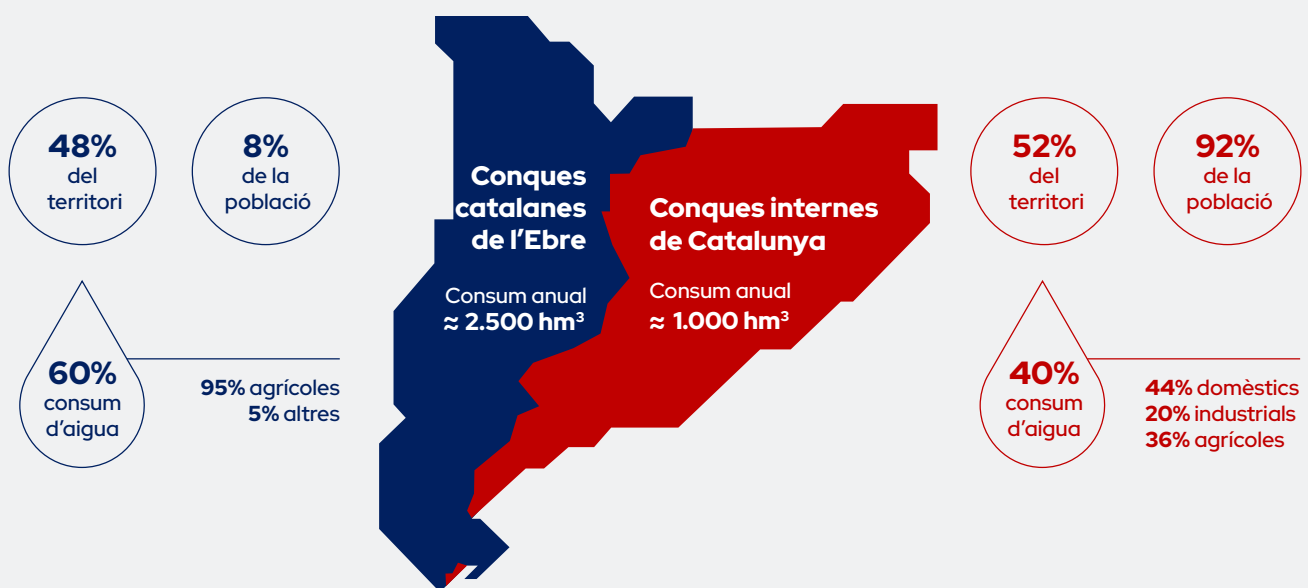 48%
del
territori
8%
de la
població
60%
consum
d’aigua
95% agrícoles
5% altres
Conques
catalanes
de l’Ebre
Consum anual
≈ 2.500 hm³
Conques internes
de Catalunya
Consum anual
≈ 1.000 hm³
52%
del
territori
92%
de la
població
40%
consum
d’aigua
44% domèstics
20% industrials
36% agrícoles